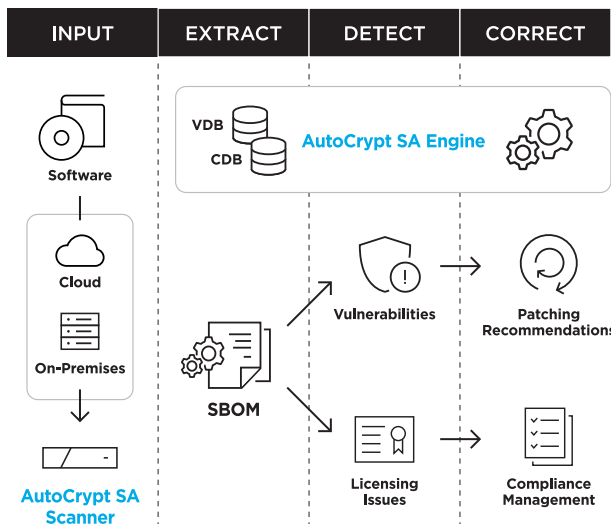 INPUT
EXTRACT
DETECT
CORRECT
VDB
CDB
AutoCrypt SA Engine
Software
Cloud
On-Premises
AutoCrypt SA
Scanner
SBOM
Vulnerabilities
Patching
Recommendations
Licensing
Issues
Compliance
Management